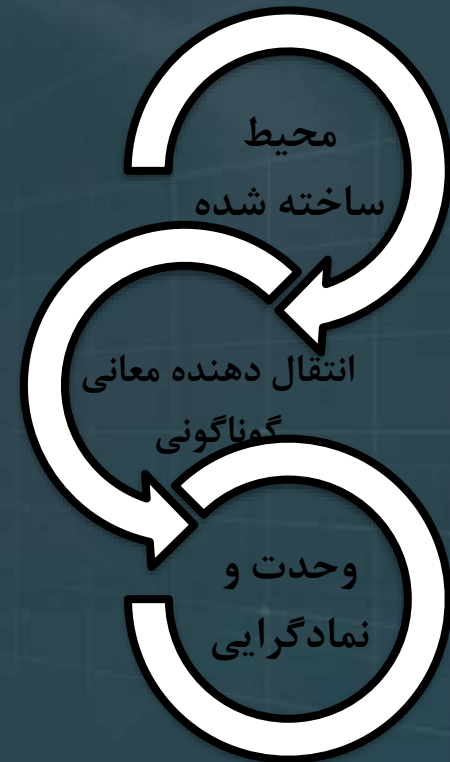 محیط
ساخته شده
انتقال دهنده معانی
گوناگونی
وحدت و
نمادگرایی